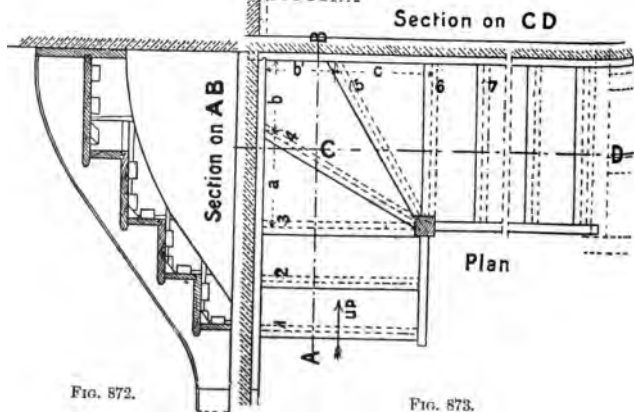 Section on CD
Section on AB
B
b
c
b
a
5
4
C
6
7
D
3
2
1
UP
A
Plan
FIG. 872.
FIG. 873.